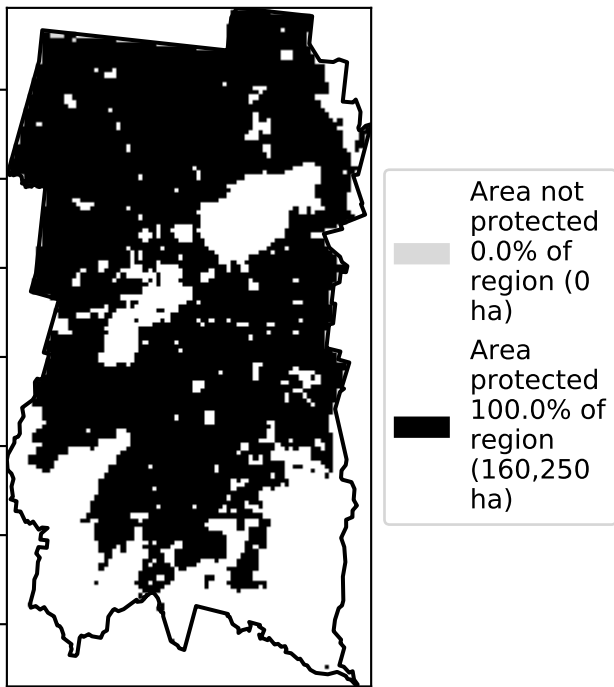 Area not
protected
0.0% of
region (0
ha)
Area
protected
100.0% of
region
(160,250
ha)